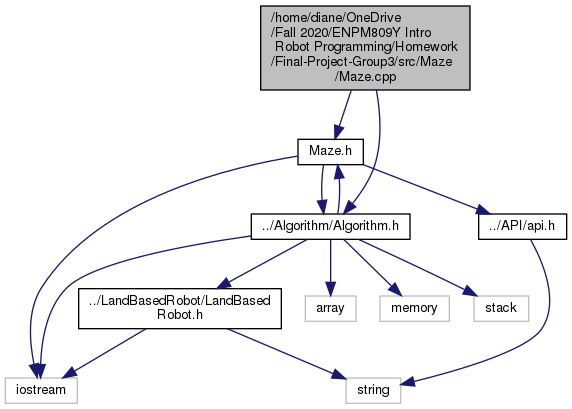 /home/diane/OneDrive
/Fall 2020/ENPM809Y Intro
Robot Programming/Homework
/Final-Project-Group3/src/Maze
/Maze.cpp
Maze.h
../Algorithm/Algorithm.h
../API/api.h
../LandBasedRobot/LandBased
Robot.h
array
memory
stack
iostream
string